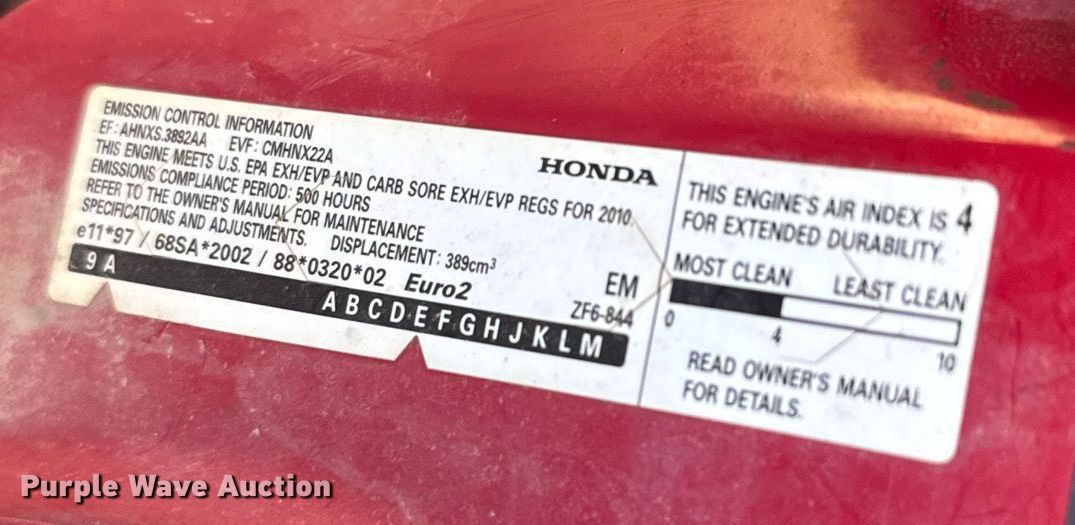 EMISSION CONTROL INFORMATION
EF: AHNXS.3892AA EVF: CMHNX22A
THIS ENGINE MEETS U.S. EPA EXH/EVP AND CARB SORE EXH/EVP REGS FOR 2010.
EMISSIONS COMPLIANCE PERIOD: 500 HOURS
REFER TO THE OWNER'S MANUAL FOR MAINTENANCE
SPECIFICATIONS AND ADJUSTMENTS. DISPLACEMENT: 389cm³
e11*97 / 68SA*2002 / 88*0320*02 Euro2
9 A
A B C D E F G H J K L M
HONDA
EM
ZF6-844
THIS ENGINE'S AIR INDEX IS 4
FOR EXTENDED DURABILITY.
MOST CLEAN LEAST CLEAN
0 4 10
READ OWNER'S MANUAL
FOR DETAILS.
Purple Wave Auction